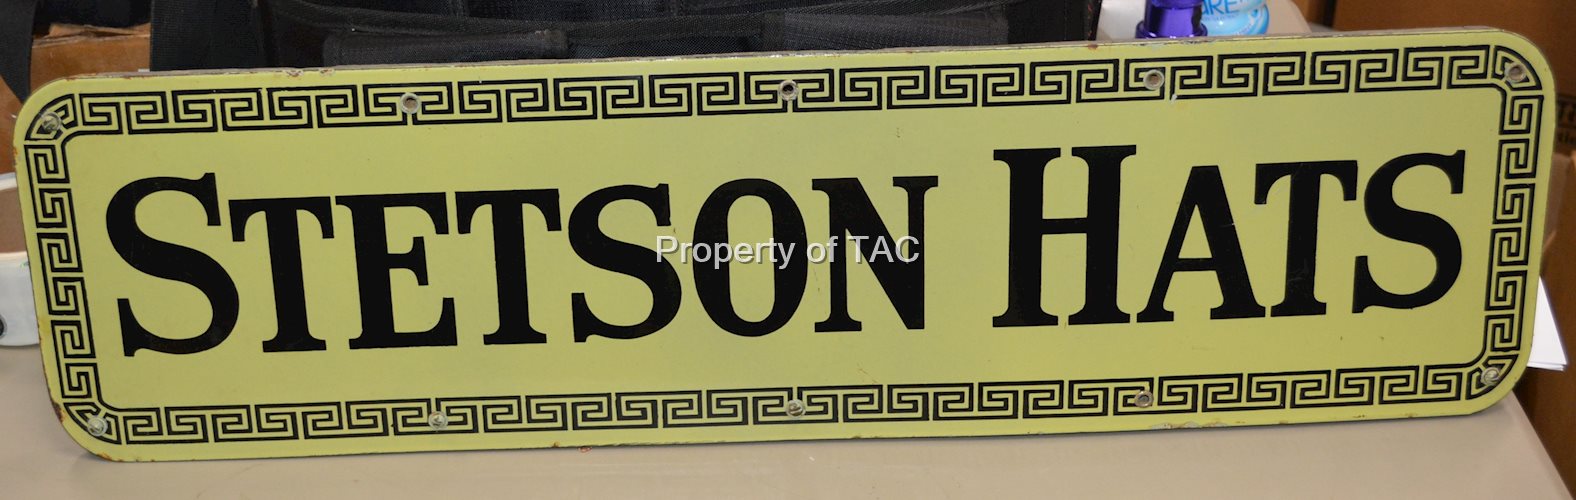 STETSON HATS
Property of TAC